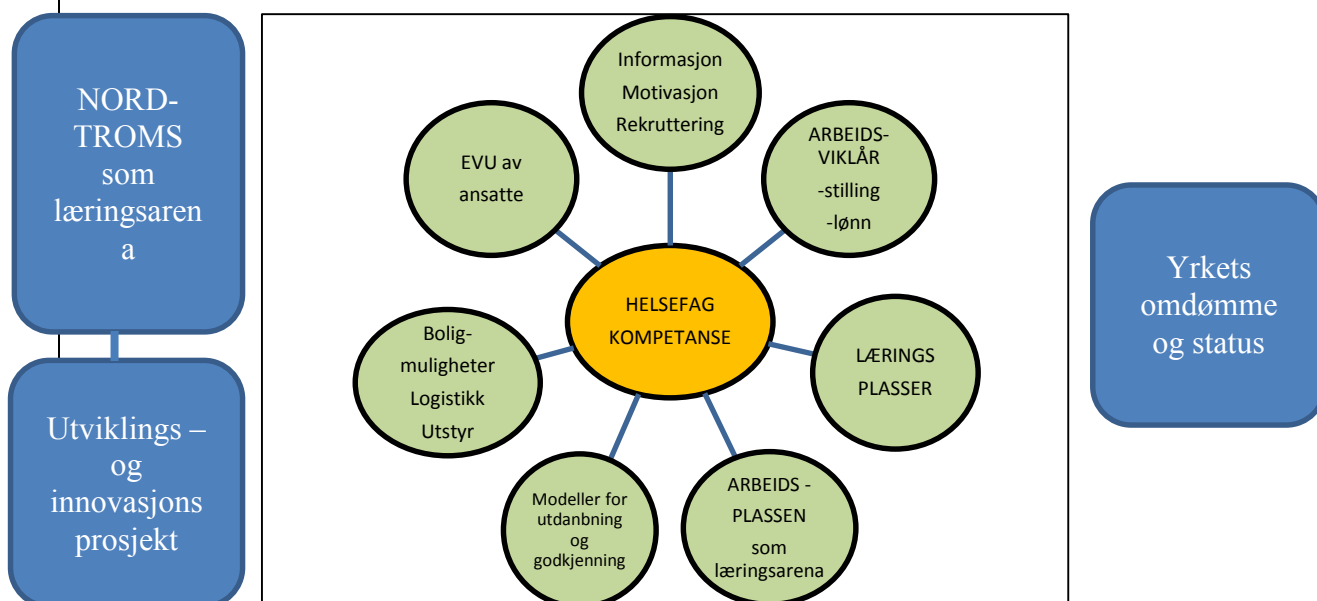 NORD-
TROMS
som
læringsaren
a
Utviklings –
og
innovasjons
prosjekt
Informasjon
Motivasjon
Rekruttering
EVU av
ansatte
ARBEIDS-
VIKLÅR
-stilling
-lønn
HELSEFAG
KOMPETANSE
Bolig-
muligheter
Logistikk
Utstyr
LÆRINGS
PLASSER
Modeller for
utdanbning
og
godkjenning
ARBEIDS -
PLASSEN
som
læringsarena
Yrkets
omdømme
og status